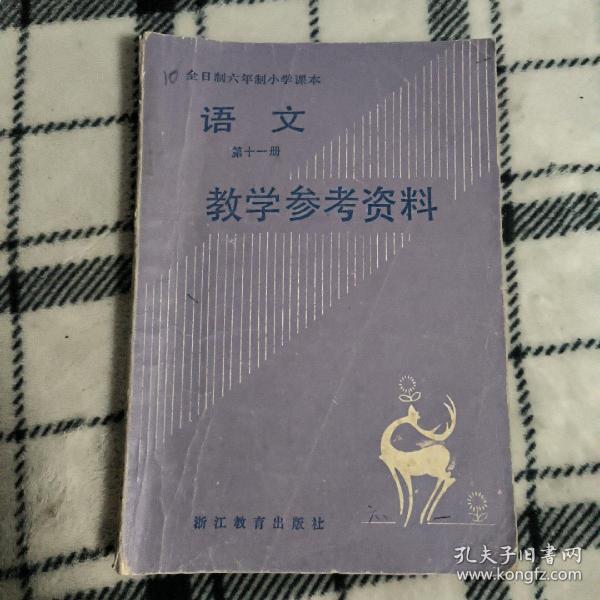 10 全日制六年制小学课本
语文
第十一册
教学参考资料
浙江教育出版社
孔夫子旧书网
www.kongfz.com